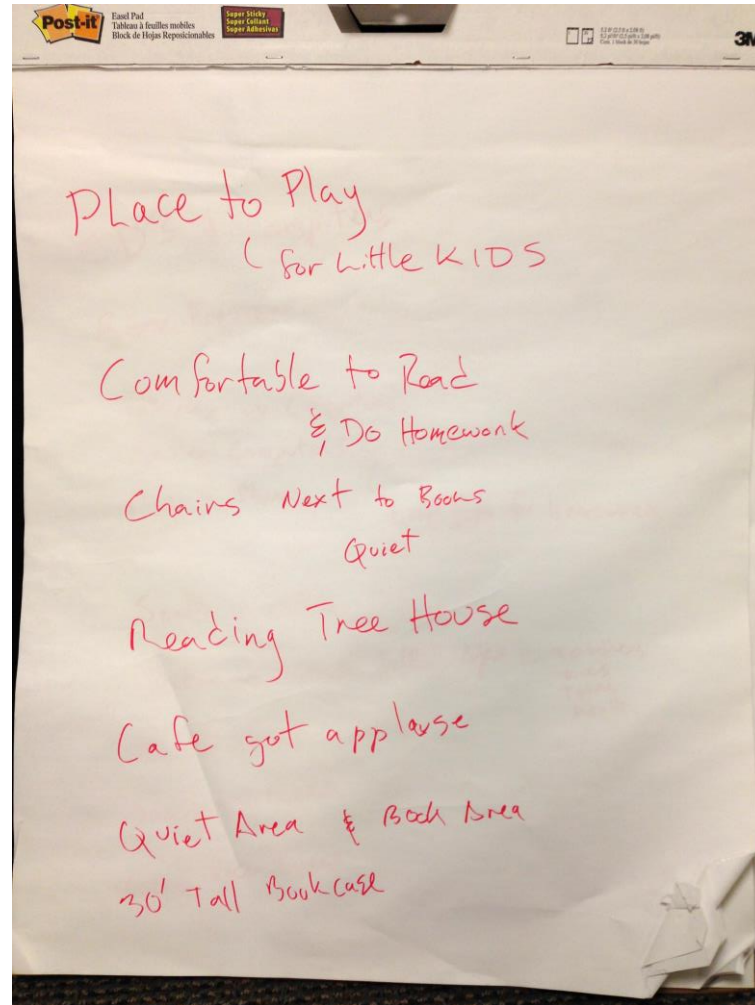 Post-it
Easel Pad
Tableau à feuilles mobiles
Block de Hojas Reposicionables
Super Sticky
Super Collant
Super Adhesivos
3M
PLace to Play
( for Little KIDS
Comfortable to Read
& Do Homework
Chairs Next to Books
Quiet
Reading Tree House
Cafe got applause
Quiet Area & Book Area
30' Tall Bookcase